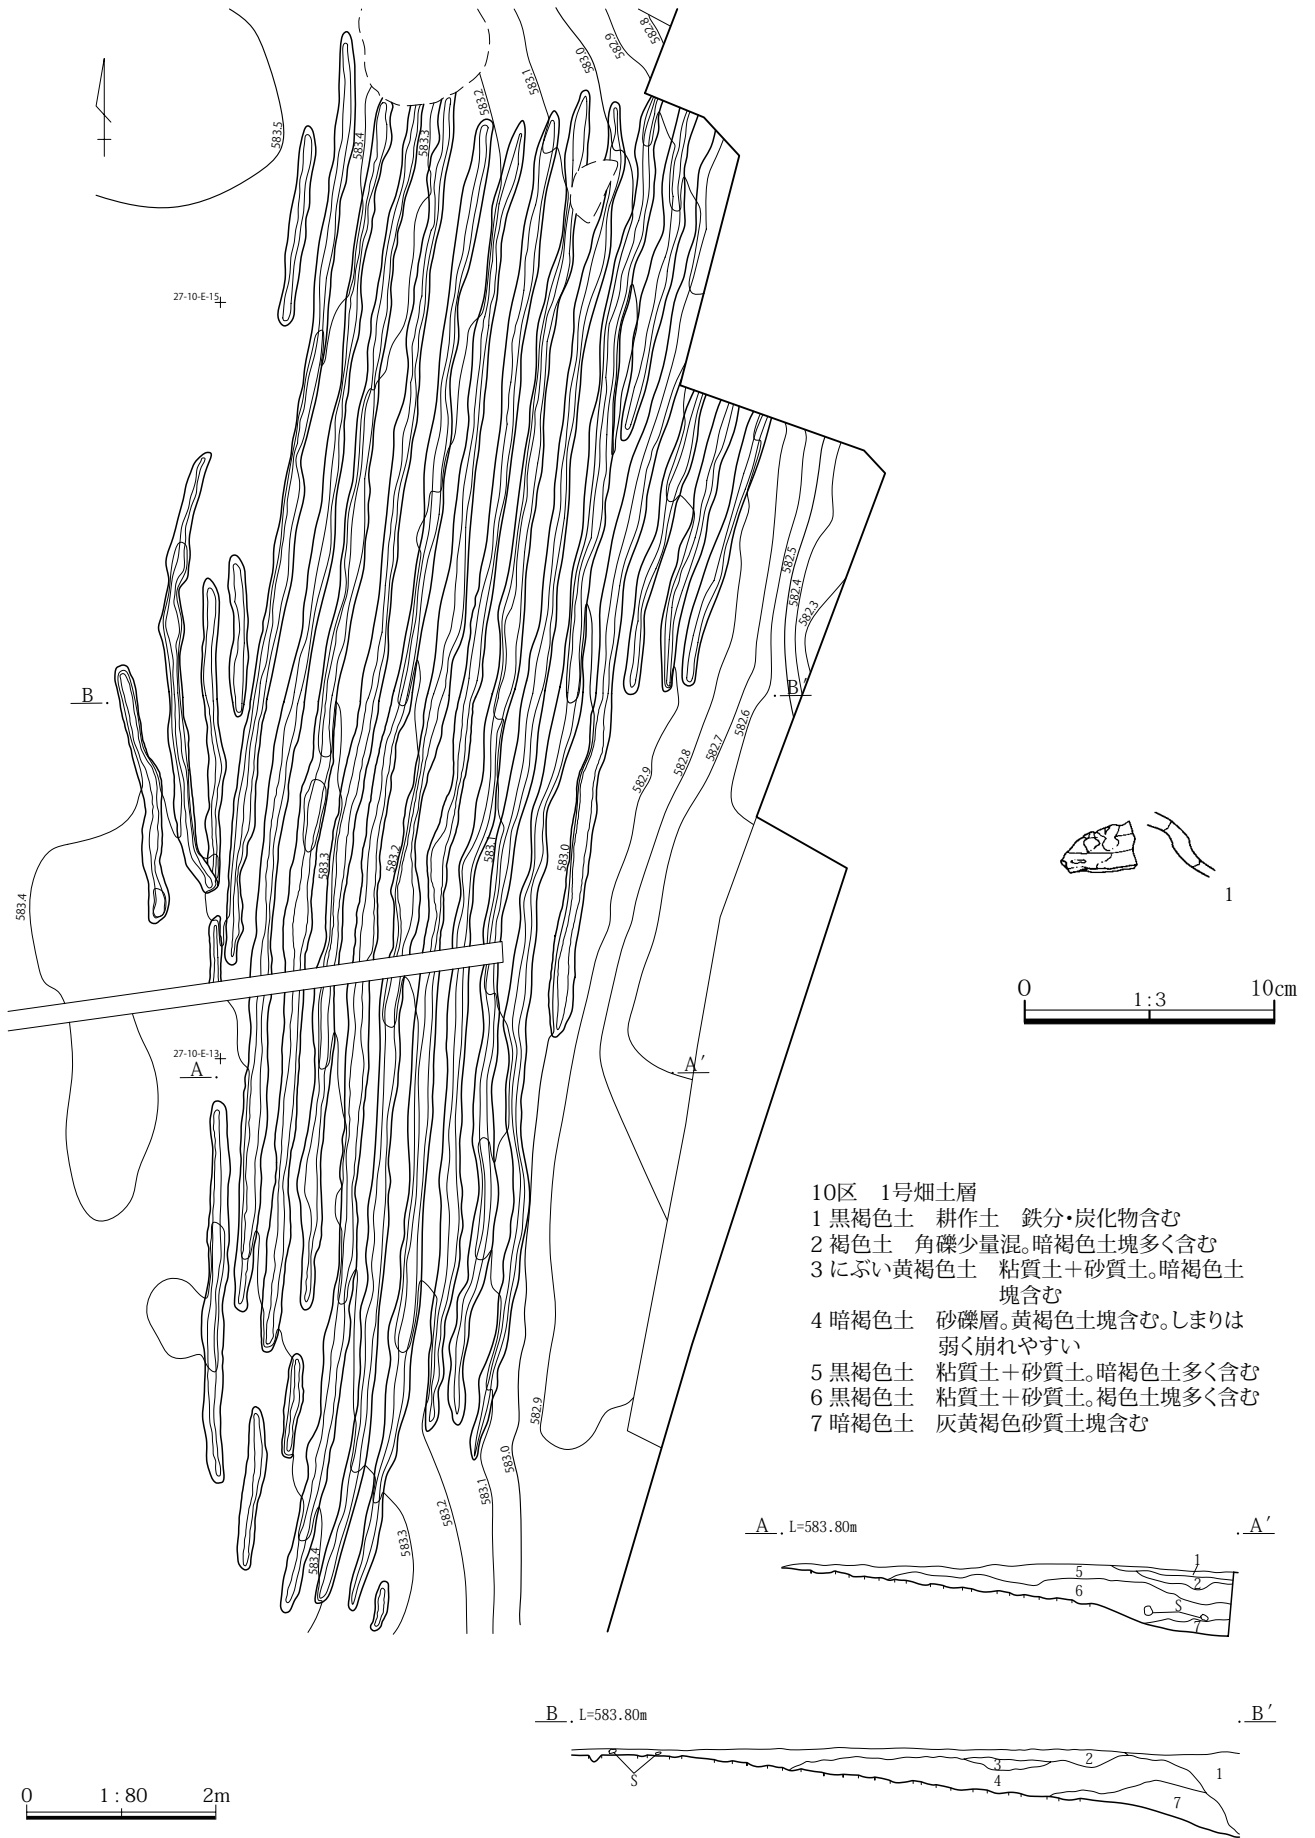 582.8
582.9
583.0
583.1
583.2
583.3
583.4
583.5
27-10-E-15
582.5
582.4
582.3
B
B′
582.6
582.7
582.8
582.9
583.0
583.1
583.2
583.3
583.4
1
0
1:3
10cm
27-10-E-13
A
A′
10区　1号畑土層
1 黒褐色土　耕作土　鉄分・炭化物含む
2 褐色土　角礫少量混。暗褐色土塊多く含む
3 にぶい黄褐色土　粘質土＋砂質土。暗褐色土
塊含む
4 暗褐色土　砂礫層。黄褐色土塊含む。しまりは
弱く崩れやすい
5 黒褐色土　粘質土＋砂質土。暗褐色土多く含む
6 黒褐色土　粘質土＋砂質土。褐色土塊多く含む
7 暗褐色土　灰黄褐色砂質土塊含む
582.9
583.0
583.1
583.2
583.3
583.4
A
L=583.80m
A′
1
5
2
6
S
7
B
L=583.80m
B′
S
3
2
4
1
7
0
1:80
2m